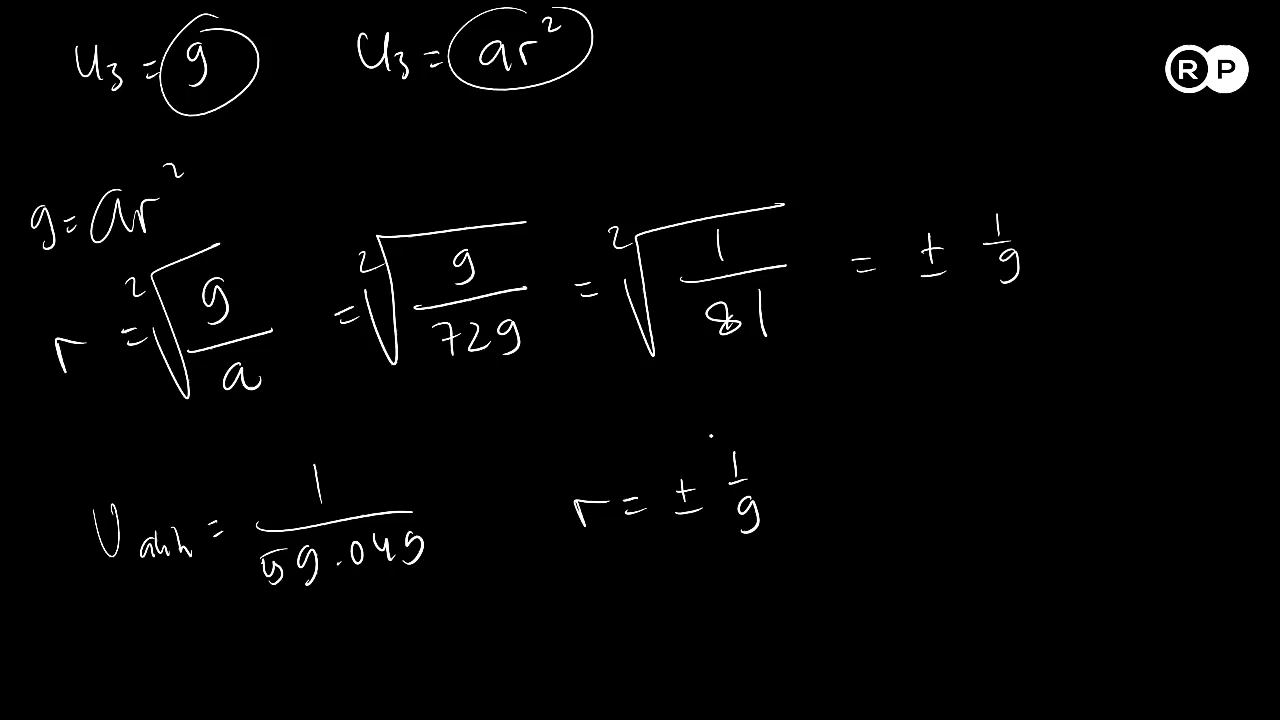 U₃ = 9 U₃ = ar²
RP
9 = ar²
r = ²√(9/a) = ²√(9/729) = ²√(1/81) = ± 1/9
U akh = 1/59.049 r = ± 1/9